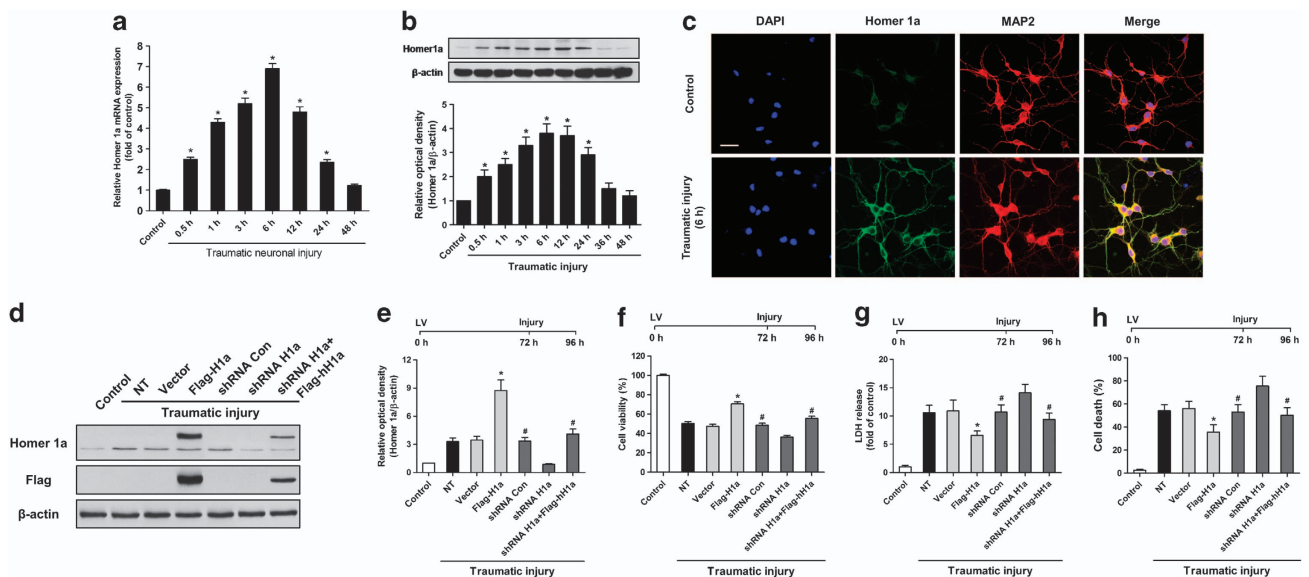 a
Relative Homer 1a mRNA expression
(fold of control)
8
7
6
5
4
3
2
1
0
*
*
*
*
*
*
Control
0.5 h
1 h
3 h
6 h
12 h
24 h
48 h
Traumatic neuronal injury
b
Homer1a
β-actin
Relative optical density
(Homer 1a/β-actin)
5
4
3
2
1
0
*
*
*
*
*
*
Control
0.5 h
1 h
3 h
6 h
12 h
24 h
36 h
48 h
Traumatic injury
c
DAPI
Homer 1a
MAP2
Merge
Control
Traumatic injury
(6 h)
d
Control
NT
Vector
Flag-H1a
shRNA Con
shRNA H1a
shRNA H1a+
Flag-hH1a
Traumatic injury
Homer 1a
Flag
β-actin
e
LV
Injury
0 h
72 h
96 h
Relative optical density
(Homer 1a/β-actin)
12
9
6
3
0
*
#
#
Control
NT
Vector
Flag-H1a
shRNA Con
shRNA H1a
shRNA H1a+Flag-hH1a
Traumatic injury
f
LV
Injury
0 h
72 h
96 h
Cell viability (%)
120
100
80
60
40
20
0
*
#
#
Control
NT
Vector
Flag-H1a
shRNA Con
shRNA H1a
shRNA H1a+Flag-hH1a
Traumatic injury
g
LV
Injury
0 h
72 h
96 h
LDH release
(fold of control)
20
15
10
5
0
*
#
#
Control
NT
Vector
Flag-H1a
shRNA Con
shRNA H1a
shRNA H1a+Flag-hH1a
Traumatic injury
h
LV
Injury
0 h
72 h
96 h
Cell death (%)
100
80
60
40
20
0
*
#
#
Control
NT
Vector
Flag-H1a
shRNA Con
shRNA H1a
shRNA H1a+Flag-hH1a
Traumatic injury